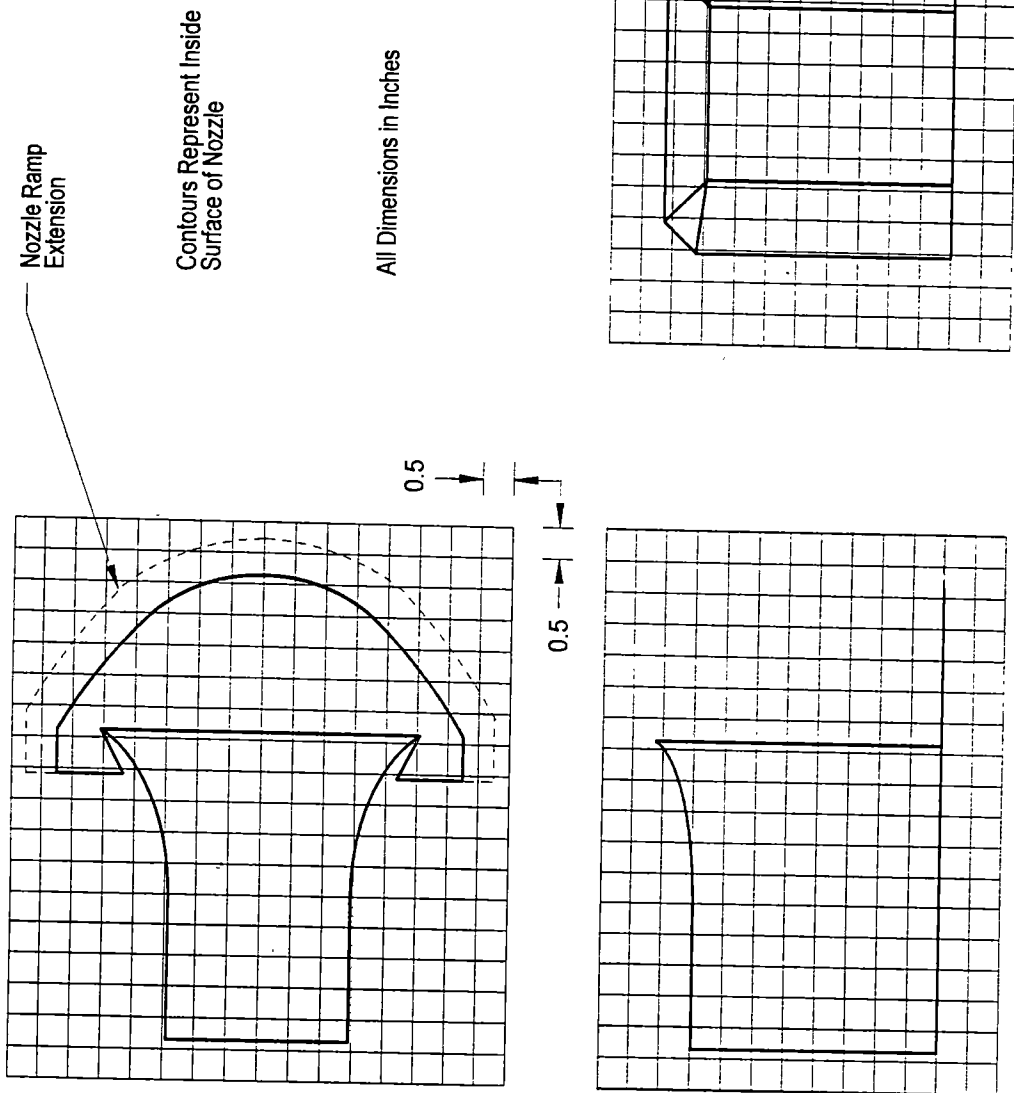 Nozzle Ramp
Extension
Contours Represent Inside
Surface of Nozzle
All Dimensions in Inches
0.5
0.5